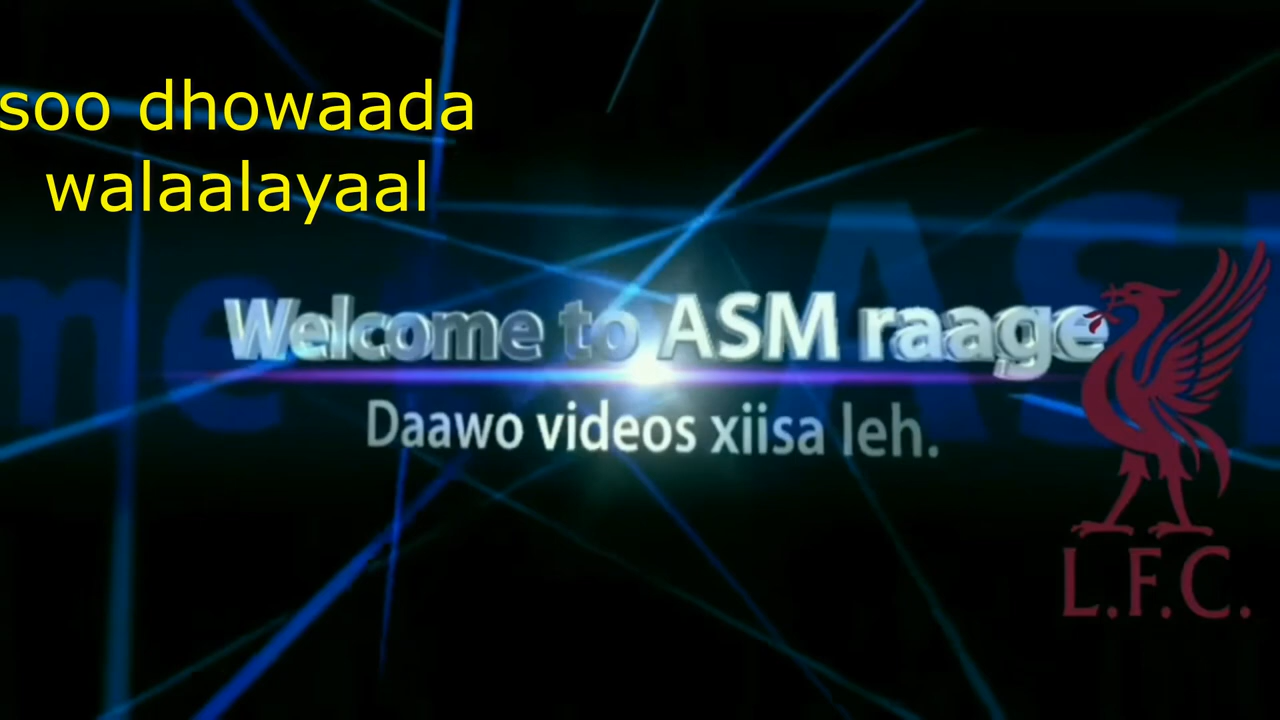 soo dhowaada
walaalayaal
Welcome to ASM raage
Daawo videos xiisa leh.
L.F.C.